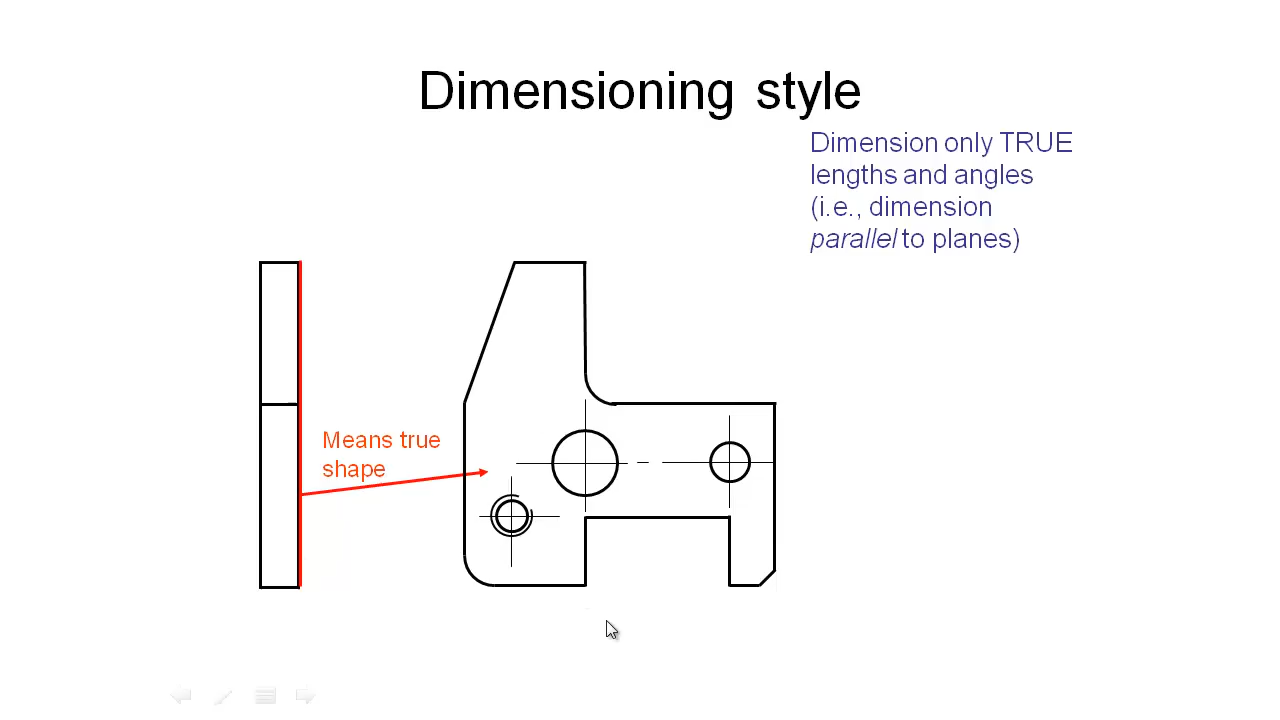 Dimensioning style
Dimension only TRUE
lengths and angles
(i.e., dimension
parallel to planes)
Means true
shape